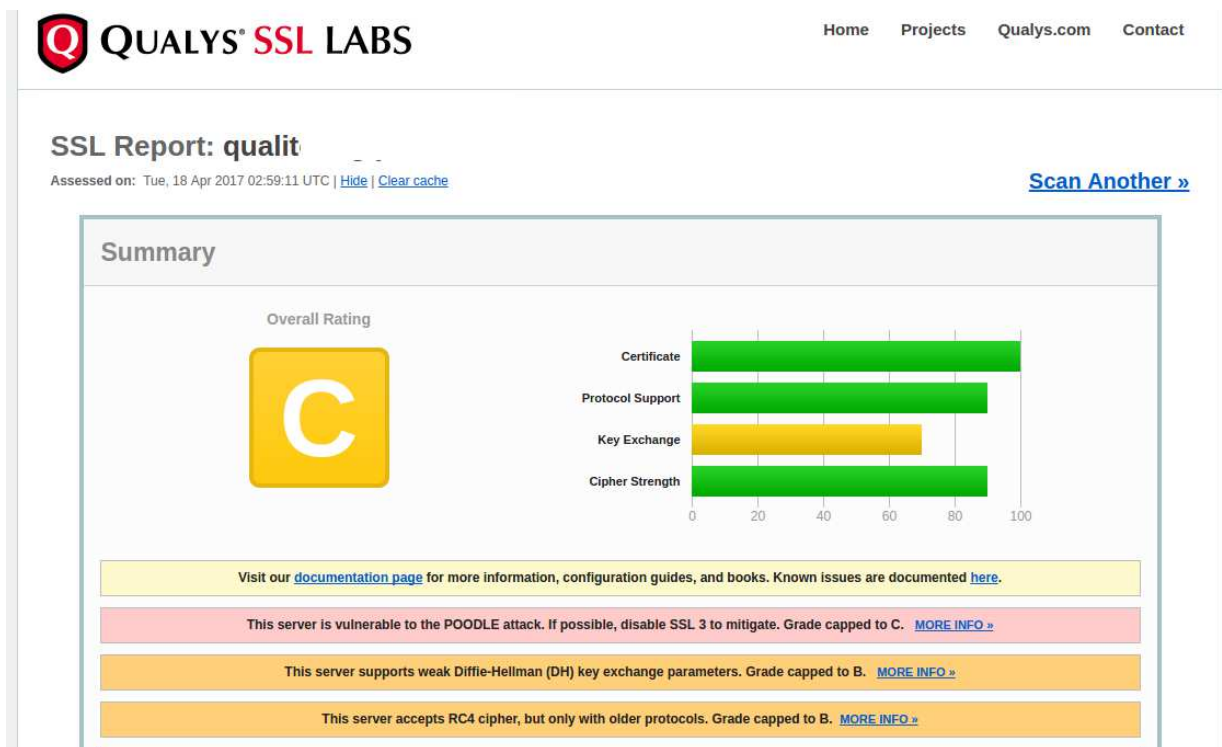 QUALYS® SSL LABS
Home Projects Qualys.com Contact
SSL Report:
Assessed on: Tue, 18 Apr 2017 02:59:11 UTC | Hide | Clear cache
Scan Another »
Summary
Overall Rating
C
Certificate
Protocol Support
Key Exchange
Cipher Strength
0 20 40 60 80 100
Visit our documentation page for more information, configuration guides, and books. Known issues are documented here.
This server is vulnerable to the POODLE attack. If possible, disable SSL 3 to mitigate. Grade capped to C. MORE INFO »
This server supports weak Diffie-Hellman (DH) key exchange parameters. Grade capped to B. MORE INFO »
This server accepts RC4 cipher, but only with older protocols. Grade capped to B. MORE INFO »